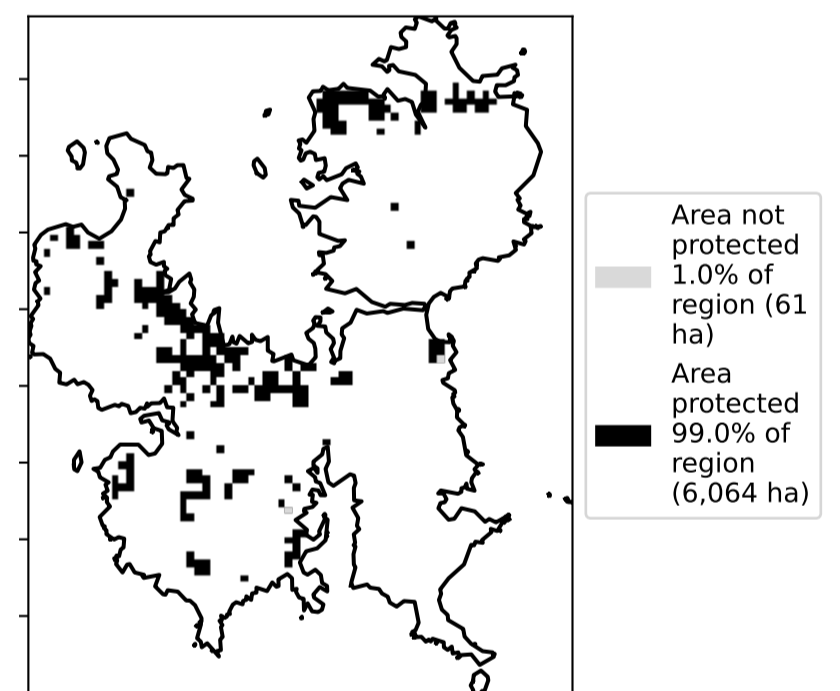 Area not
protected
1.0% of
region (61
ha)
Area
protected
99.0% of
region
(6,064 ha)